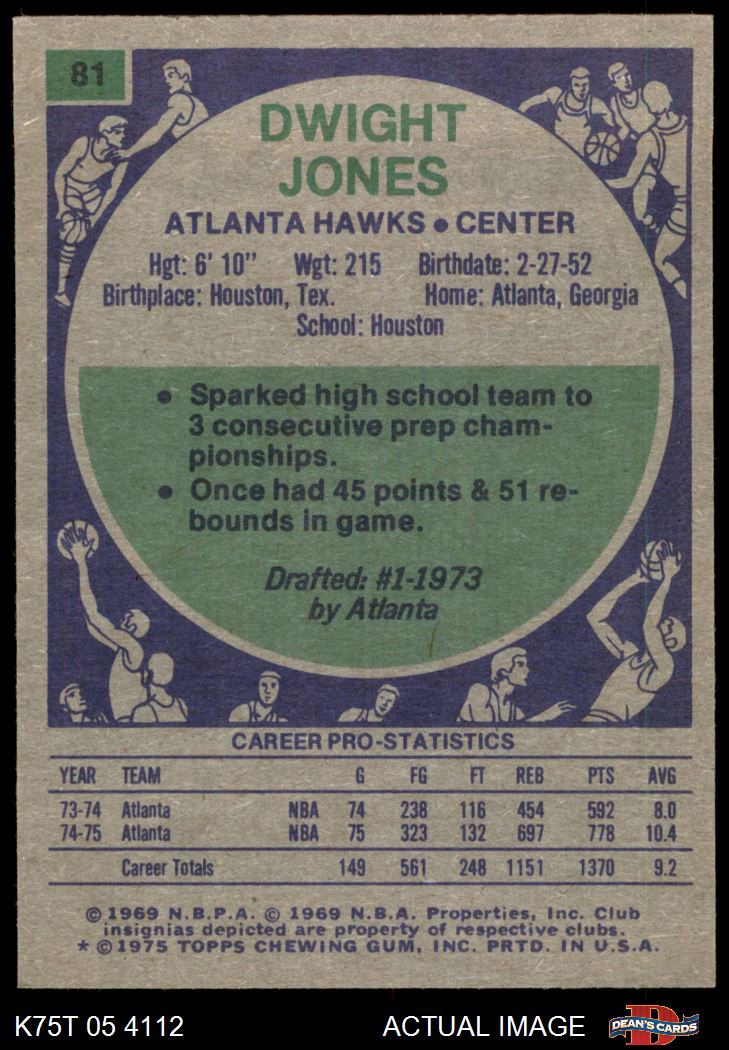 81
DWIGHT
JONES
ATLANTA HAWKS • CENTER
Hgt: 6' 10" Wgt: 215 Birthdate: 2-27-52
Birthplace: Houston, Tex. Home: Atlanta, Georgia
School: Houston
• Sparked high school team to
3 consecutive prep cham-
pionships.
• Once had 45 points & 51 re-
bounds in game.
Drafted: #1-1973
by Atlanta
CAREER PRO-STATISTICS
YEAR TEAM G FG FT REB PTS AVG
73-74 Atlanta NBA 74 238 116 454 592 8.0
74-75 Atlanta NBA 75 323 132 697 778 10.4
Career Totals 149 561 248 1151 1370 9.2
© 1969 N.B.P.A. © 1969 N.B.A. Properties, Inc. Club
insignias depicted are property of respective clubs.
* © 1975 TOPPS CHEWING GUM, INC. PRTD. IN U.S.A.
K75T 05 4112 ACTUAL IMAGE D DEAN'S CARDS